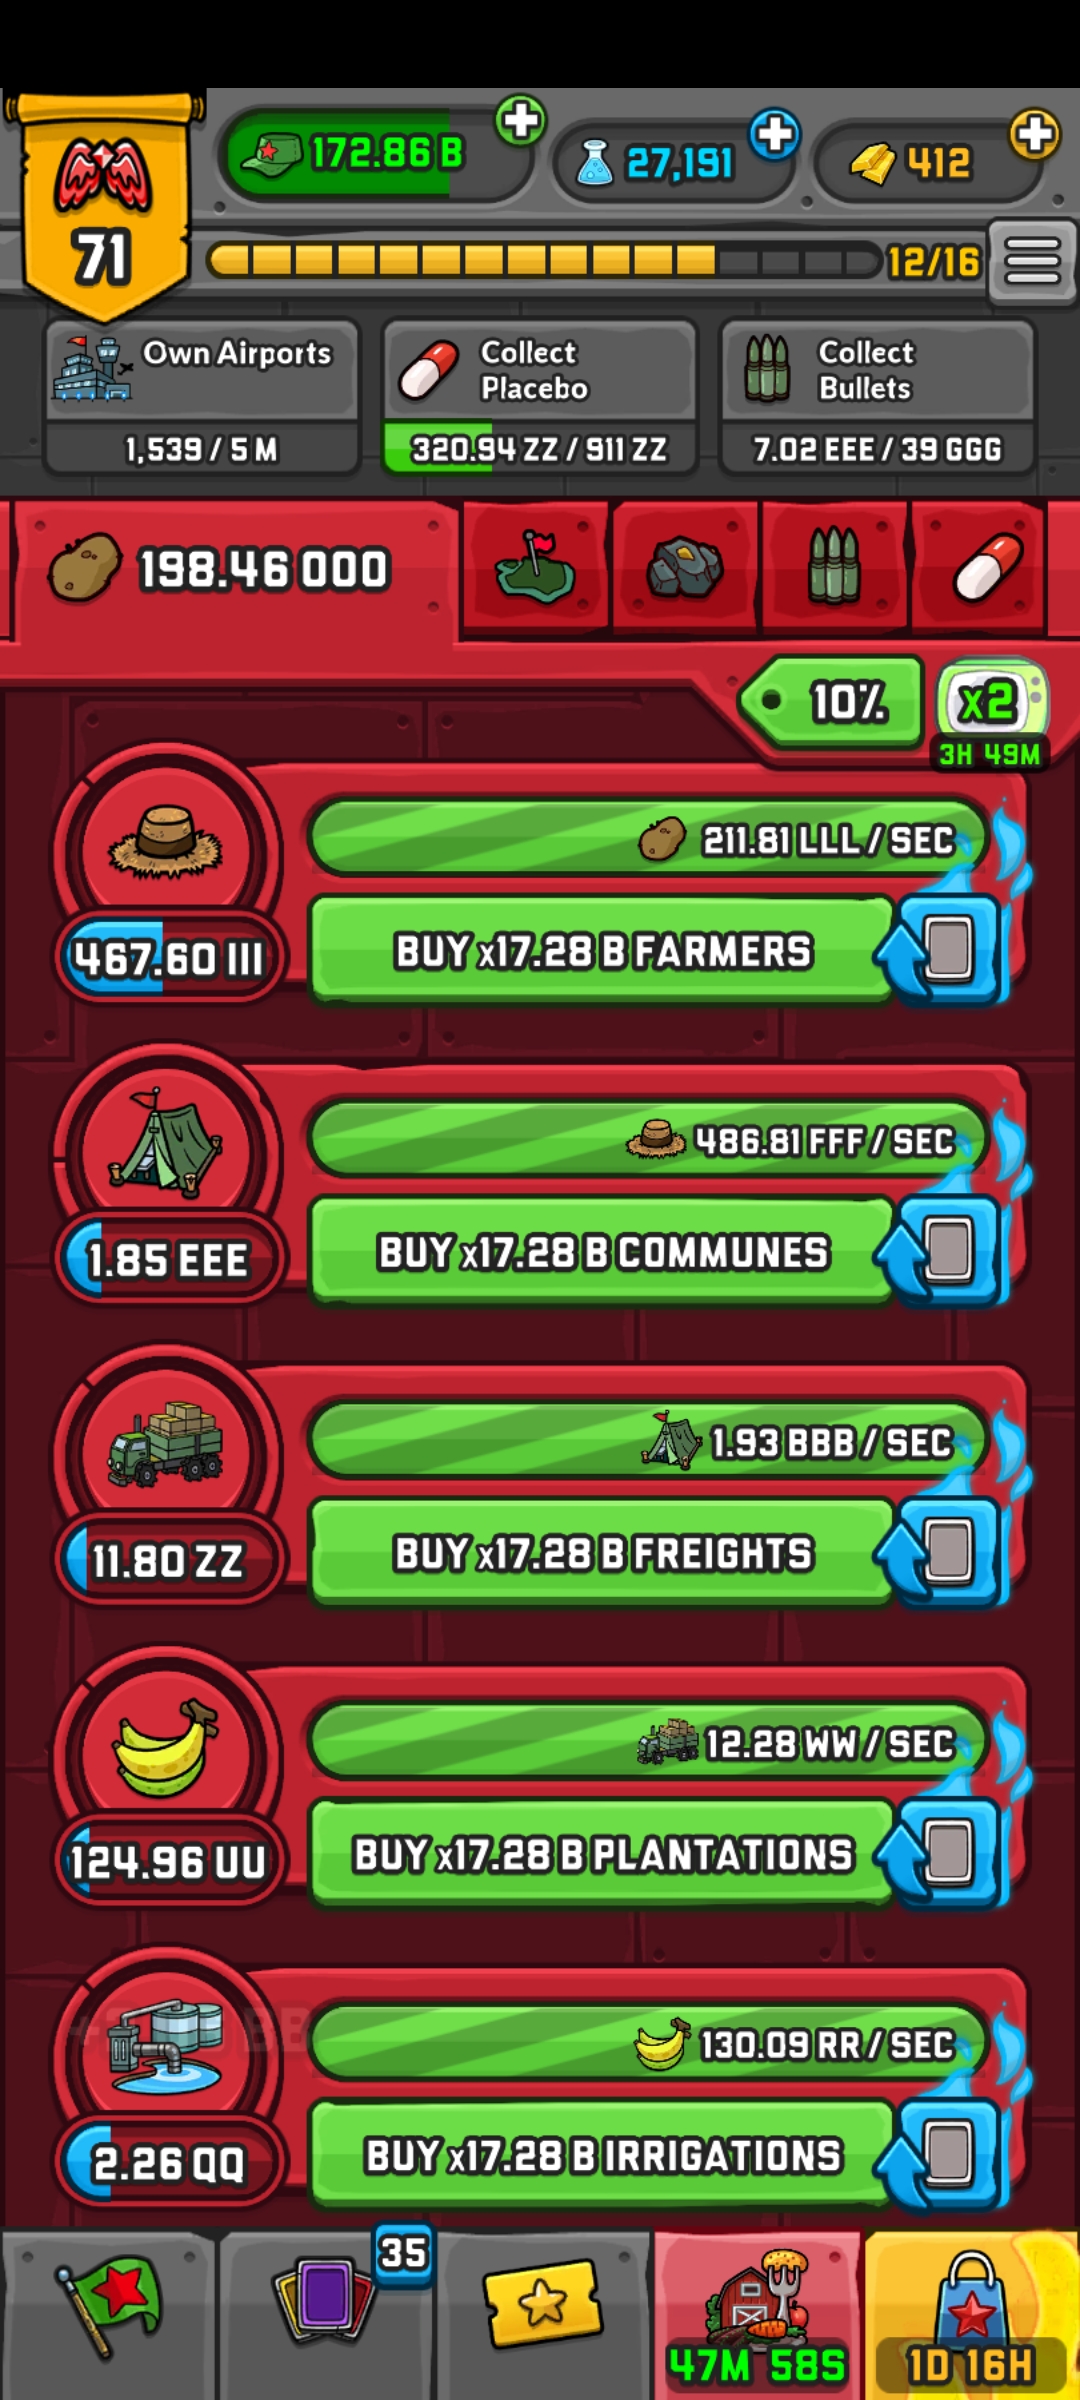 71
172.86 B
27,191
412
12/16
Own Airports
1,539 / 5 M
Collect
Placebo
320.94 ZZ / 911 ZZ
Collect
Bullets
7.02 EEE / 39 GGG
198.46 OOO
10%
x2
3H 49M
211.81 LLL / SEC
467.60 III
BUY x17.28 B FARMERS
486.81 FFF / SEC
1.85 EEE
BUY x17.28 B COMMUNES
1.93 BBB / SEC
11.80 ZZ
BUY x17.28 B FREIGHTS
12.28 WW / SEC
124.96 UU
BUY x17.28 B PLANTATIONS
130.09 RR / SEC
2.26 QQ
BUY x17.28 B IRRIGATIONS
35
47M 58S
1D 16H